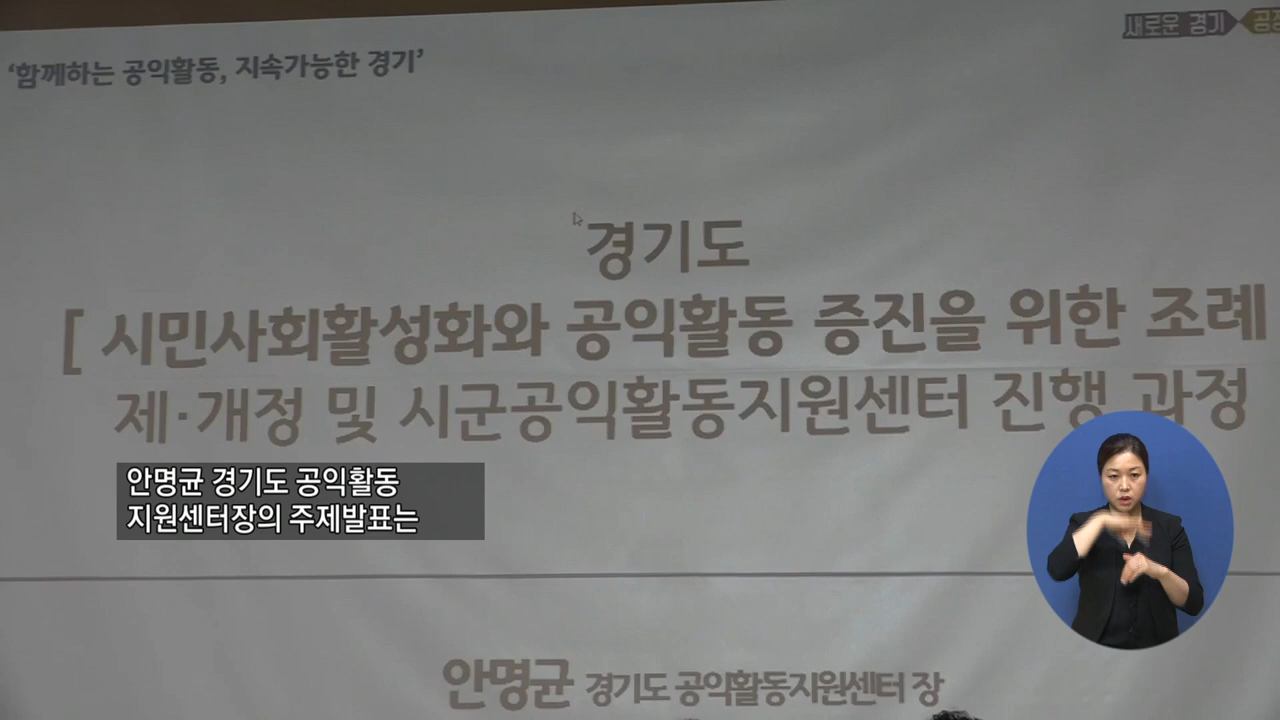 ‘함께하는 공익활동, 지속가능한 경기’
새로운 경기
경기도
[ 시민사회활성화와 공익활동 증진을 위한 조례
제·개정 및 시군공익활동지원센터 진행 과정
안명균 경기도 공익활동
지원센터장의 주제발표는
안명균 경기도 공익활동지원센터 장